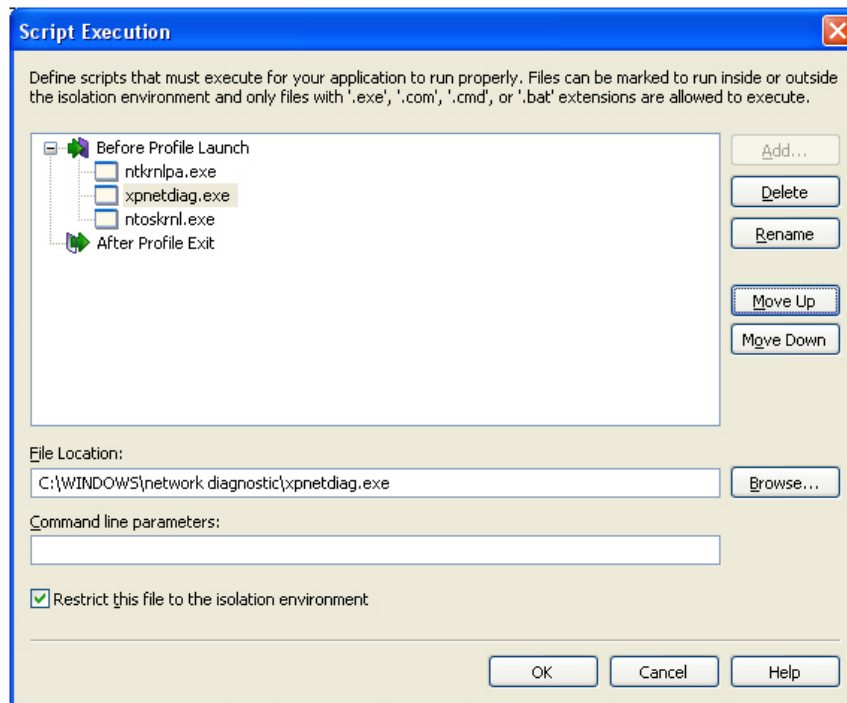 Script Execution
Define scripts that must execute for your application to run properly. Files can be marked to run inside or outside
the isolation environment and only files with '.exe', '.com', '.cmd', or '.bat' extensions are allowed to execute.
Before Profile Launch
ntkrnlpa.exe
xpnetdiag.exe
ntoskrnl.exe
After Profile Exit
Add...
Delete
Rename
Move Up
Move Down
File Location:
C:\WINDOWS\network diagnostic\xpnetdiag.exe
Browse...
Command line parameters:
Restrict this file to the isolation environment
OK
Cancel
Help